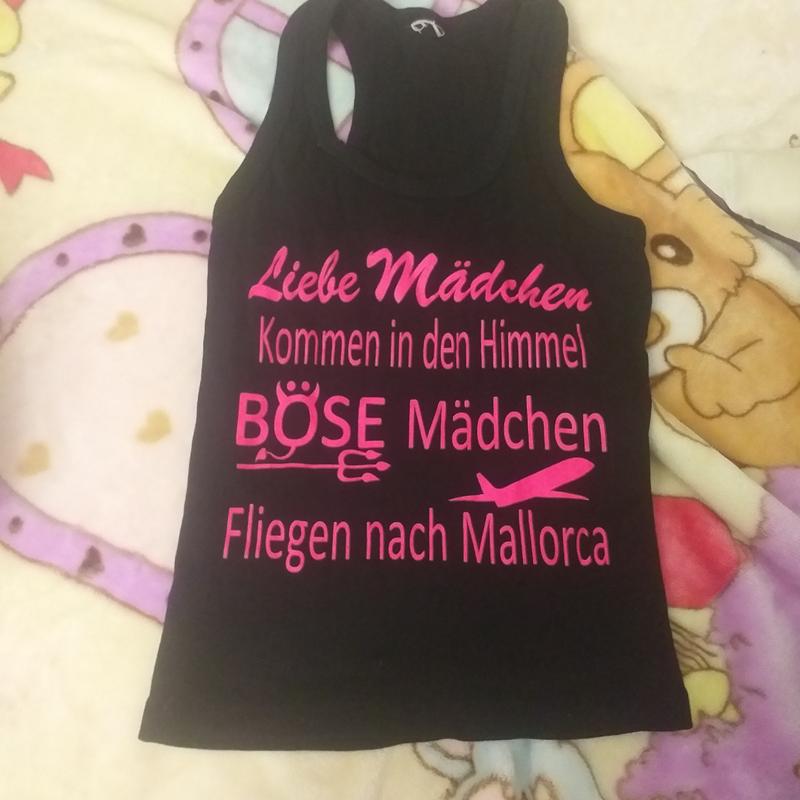 Liebe Mädchen
Kommen in den Himmel
BÖSE Mädchen
Fliegen nach Mallorca